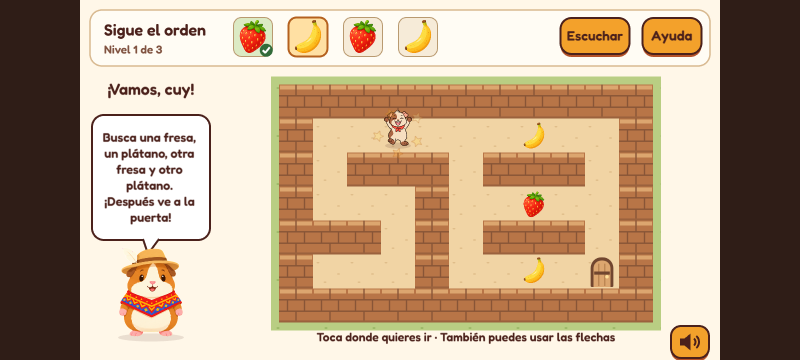 Sigue el orden
Nivel 1 de 3
Escuchar
Ayuda
¡Vamos, cuy!
Busca una fresa,
un plátano, otra
fresa y otro
plátano.
¡Después ve a la
puerta!
Toca donde quieres ir · También puedes usar las flechas